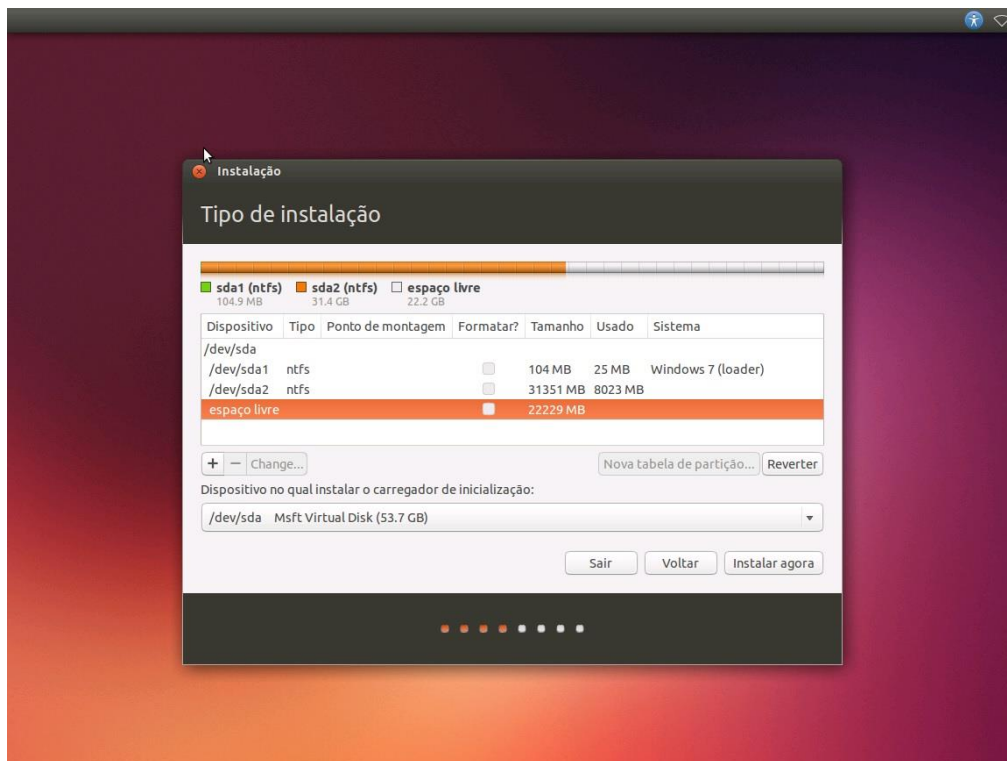 Instalação
Tipo de instalação
sda1 (ntfs) sda2 (ntfs) espaço livre
104.9 MB 31.4 GB 22.2 GB
Dispositivo Tipo Ponto de montagem Formatar? Tamanho Usado Sistema
/dev/sda
/dev/sda1 ntfs 104 MB 25 MB Windows 7 (loader)
/dev/sda2 ntfs 31351 MB 8023 MB
espaço livre 22229 MB
+ − Change... Nova tabela de partição... Reverter
Dispositivo no qual instalar o carregador de inicialização:
/dev/sda Msft Virtual Disk (53.7 GB)
Sair Voltar Instalar agora